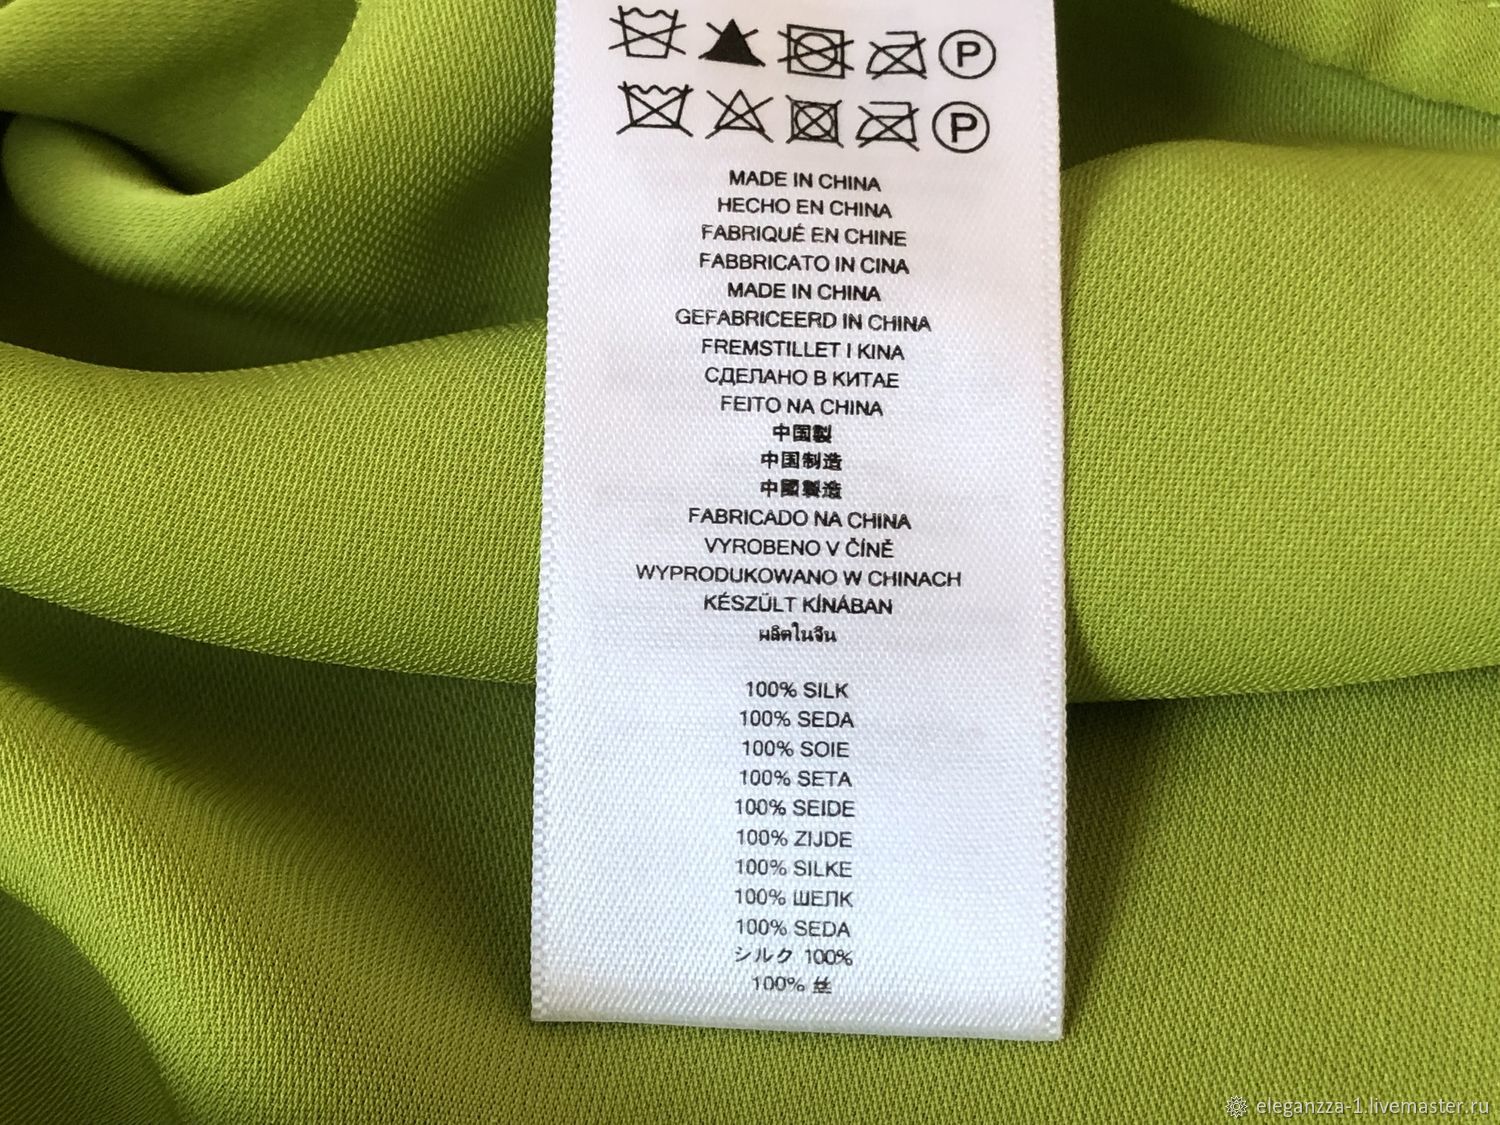 P
P
MADE IN CHINA
HECHO EN CHINA
FABRIQUÉ EN CHINE
FABBRICATO IN CINA
MADE IN CHINA
GEFABRICEERD IN CHINA
FREMSTILLET I KINA
СДЕЛАНО В КИТАЕ
FEITO NA CHINA
中国製
中国制造
中國製造
FABRICADO NA CHINA
VYROBENO V ČÍNĚ
WYPRODUKOWANO W CHINACH
KÉSZÜLT KÍNÁBAN
ผลิตในจีน
100% SILK
100% SEDA
100% SOIE
100% SETA
100% SEIDE
100% ZIJDE
100% SILKE
100% ШЕЛК
100% SEDA
シルク 100%
100% 丝
eleganzza-1.livemaster.ru